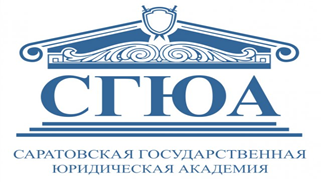 СГЮА
САРАТОВСКАЯ ГОСУДАРСТВЕННАЯ
ЮРИДИЧЕСКАЯ АКАДЕМИЯ